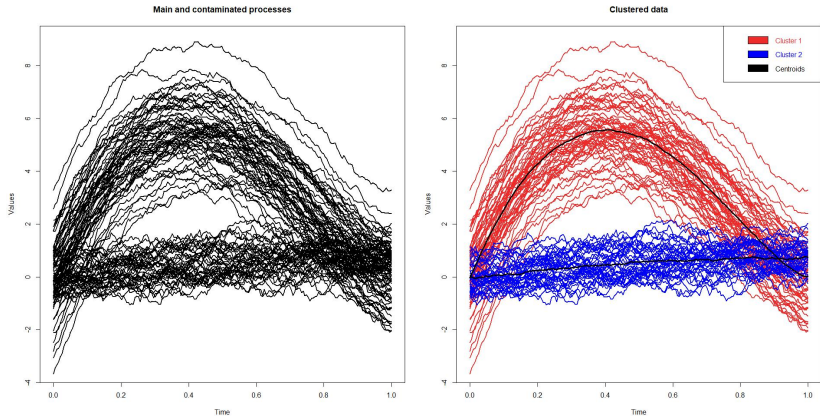 Main and contaminated processes
Values
8
6
4
2
0
-2
-4
0.0 0.2 0.4 0.6 0.8 1.0
Time
Clustered data
Cluster 1
Cluster 2
Centroids
Values
8
6
4
2
0
-2
-4
0.0 0.2 0.4 0.6 0.8 1.0
Time